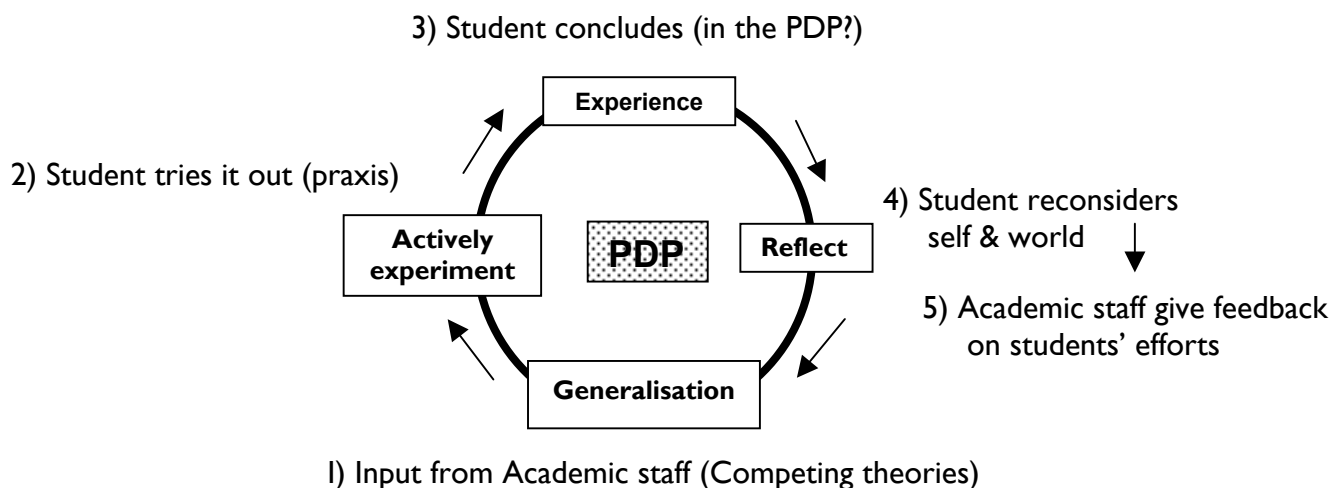 3) Student concludes (in the PDP?)
Experience
2) Student tries it out (praxis)
4) Student reconsiders
self & world
Actively
experiment
PDP
Reflect
5) Academic staff give feedback
on students’ efforts
Generalisation
1) Input from Academic staff (Competing theories)